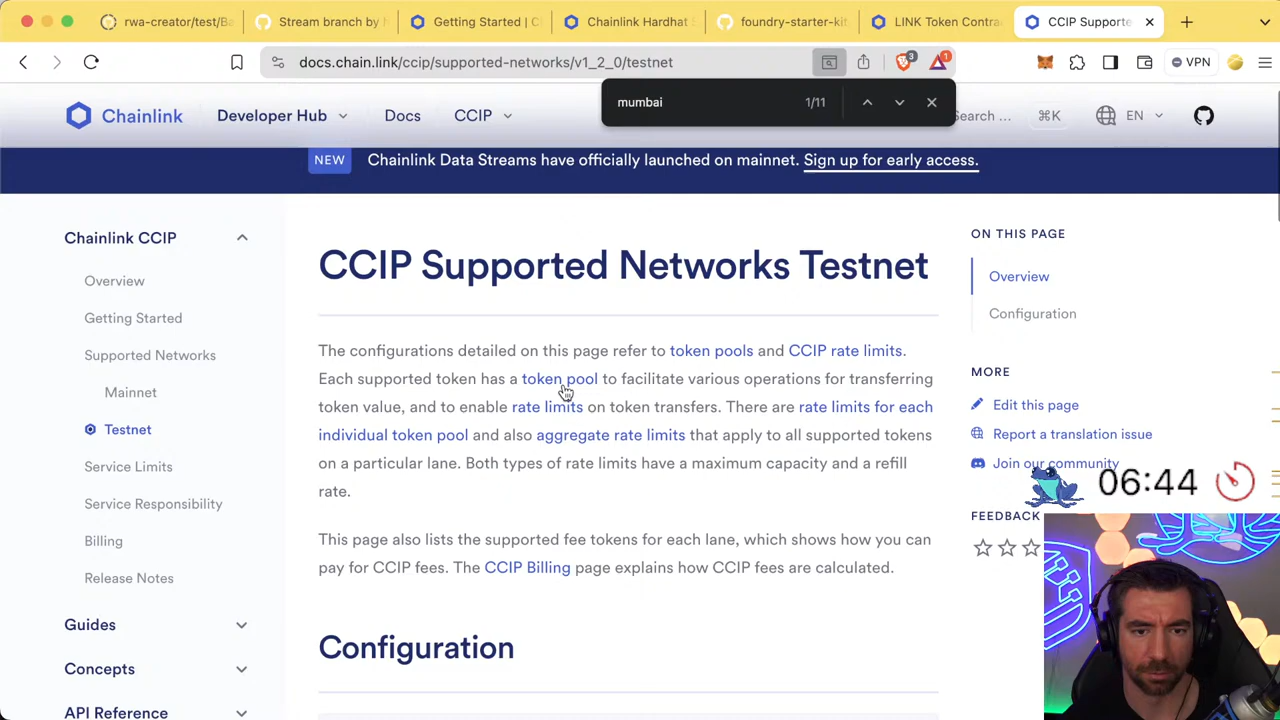 rwa-creator/test/Ba
Stream branch by
Getting Started | C
Chainlink Hardhat
foundry-starter-kit
LINK Token Contra
CCIP Supporte
docs.chain.link/ccip/supported-networks/v1_2_0/testnet
3
1
VPN
mumbai
1/11
Chainlink
Developer Hub
Docs
CCIP
Search ...
⌘K
EN
NEW
Chainlink Data Streams have officially launched on mainnet. Sign up for early access.
Chainlink CCIP
Overview
Getting Started
Supported Networks
Mainnet
Testnet
Service Limits
Service Responsibility
Billing
Release Notes
Guides
Concepts
API Reference
CCIP Supported Networks Testnet
The configurations detailed on this page refer to token pools and CCIP rate limits.
Each supported token has a token pool to facilitate various operations for transferring
token value, and to enable rate limits on token transfers. There are rate limits for each
individual token pool and also aggregate rate limits that apply to all supported tokens
on a particular lane. Both types of rate limits have a maximum capacity and a refill
rate.
This page also lists the supported fee tokens for each lane, which shows how you can
pay for CCIP fees. The CCIP Billing page explains how CCIP fees are calculated.
Configuration
ON THIS PAGE
Overview
Configuration
MORE
Edit this page
Report a translation issue
Join our community
06:44
FEEDBACK